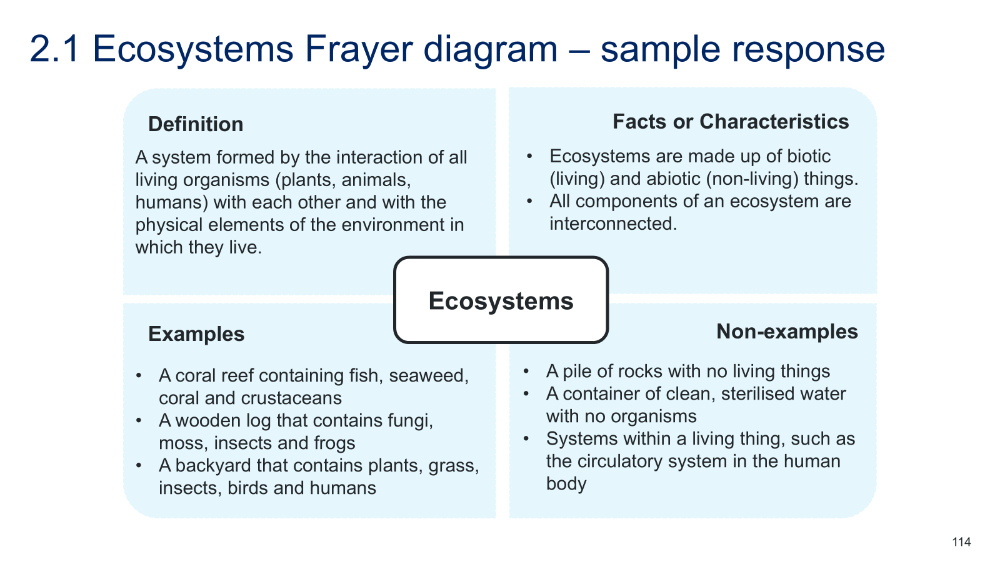 2.1 Ecosystems Frayer diagram – sample response
Definition
A system formed by the interaction of all
living organisms (plants, animals,
humans) with each other and with the
physical elements of the environment in
which they live.
Facts or Characteristics
• Ecosystems are made up of biotic
(living) and abiotic (non-living) things.
• All components of an ecosystem are
interconnected.
Ecosystems
Examples
• A coral reef containing fish, seaweed,
coral and crustaceans
• A wooden log that contains fungi,
moss, insects and frogs
• A backyard that contains plants, grass,
insects, birds and humans
Non-examples
• A pile of rocks with no living things
• A container of clean, sterilised water
with no organisms
• Systems within a living thing, such as
the circulatory system in the human
body
114